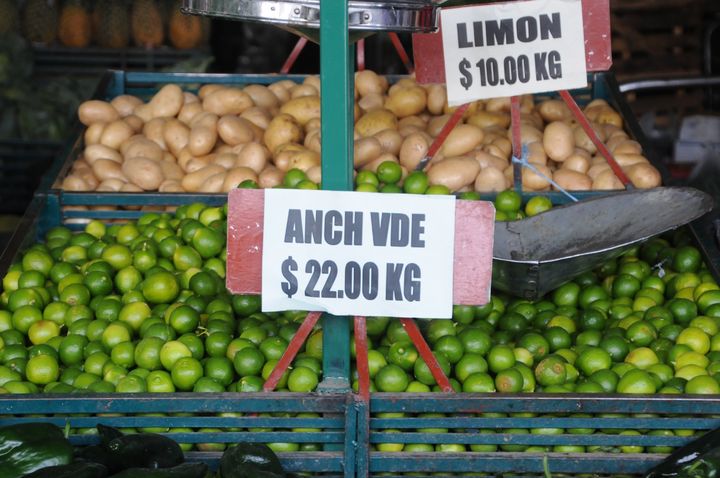 LIMON
$ 10.00 KG
ANCH VDE
$ 22.00 KG